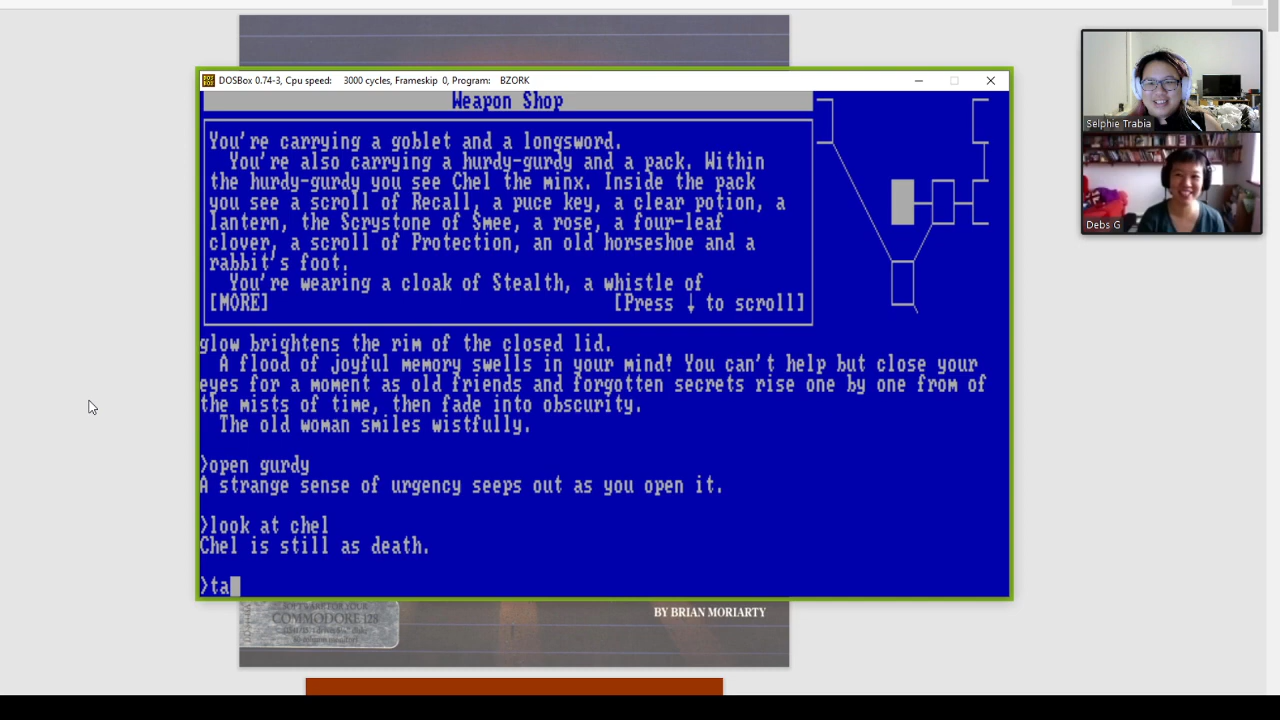 DOSBox 0.74-3, Cpu speed: 3000 cycles, Frameskip 0, Program: BZORK
Weapon Shop
You're carrying a goblet and a longsword.
You're also carrying a hurdy-gurdy and a pack. Within
the hurdy-gurdy you see Chel the minx. Inside the pack
you see a scroll of Recall, a puce key, a clear potion, a
lantern, the Scrystone of Smee, a rose, a four-leaf
clover, a scroll of Protection, an old horseshoe and a
rabbit's foot.
You're wearing a cloak of Stealth, a whistle of
[MORE] [Press ↓ to scroll]
glow brightens the rim of the closed lid.
A flood of joyful memory swells in your mind! You can't help but close your
eyes for a moment as old friends and forgotten secrets rise one by one from of
the mists of time, then fade into obscurity.
The old woman smiles wistfully.
>open gurdy
A strange sense of urgency seeps out as you open it.
>look at chel
Chel is still as death.
>ta
SOFTWARE FOR YOUR
COMMODORE 128
BY BRIAN MORIARTY
Selphie Trabia
Debs G